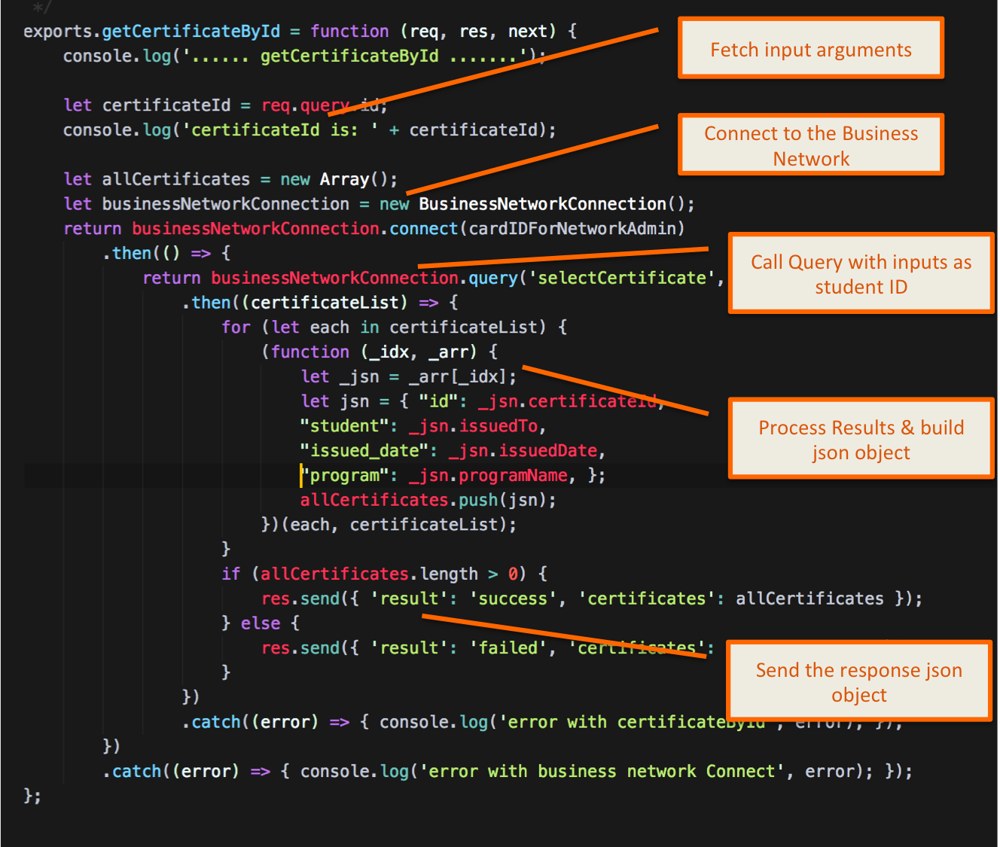 */
exports.getCertificateById = function (req, res, next) {
console.log('...... getCertificateById .......');
Fetch input arguments
let certificateId = req.query.id;
console.log('certificateId is: ' + certificateId);
Connect to the Business
Network
let allCertificates = new Array();
let businessNetworkConnection = new BusinessNetworkConnection();
return businessNetworkConnection.connect(cardIDForNetworkAdmin)
.then(() => {
return businessNetworkConnection.query('selectCertificate',
Call Query with inputs as
student ID
.then((certificateList) => {
for (let each in certificateList) {
(function (_idx, _arr) {
let _jsn = _arr[_idx];
let jsn = { "id": _jsn.certificateId,
"student": _jsn.issuedTo,
"issued_date": _jsn.issuedDate,
"program": _jsn.programName, };
Process Results & build
json object
allCertificates.push(jsn);
})(each, certificateList);
}
if (allCertificates.length > 0) {
res.send({ 'result': 'success', 'certificates': allCertificates });
} else {
res.send({ 'result': 'failed', 'certificates':
Send the response json
object
}
})
.catch((error) => { console.log('error with certificateById', error); });
})
.catch((error) => { console.log('error with business network Connect', error); });
};